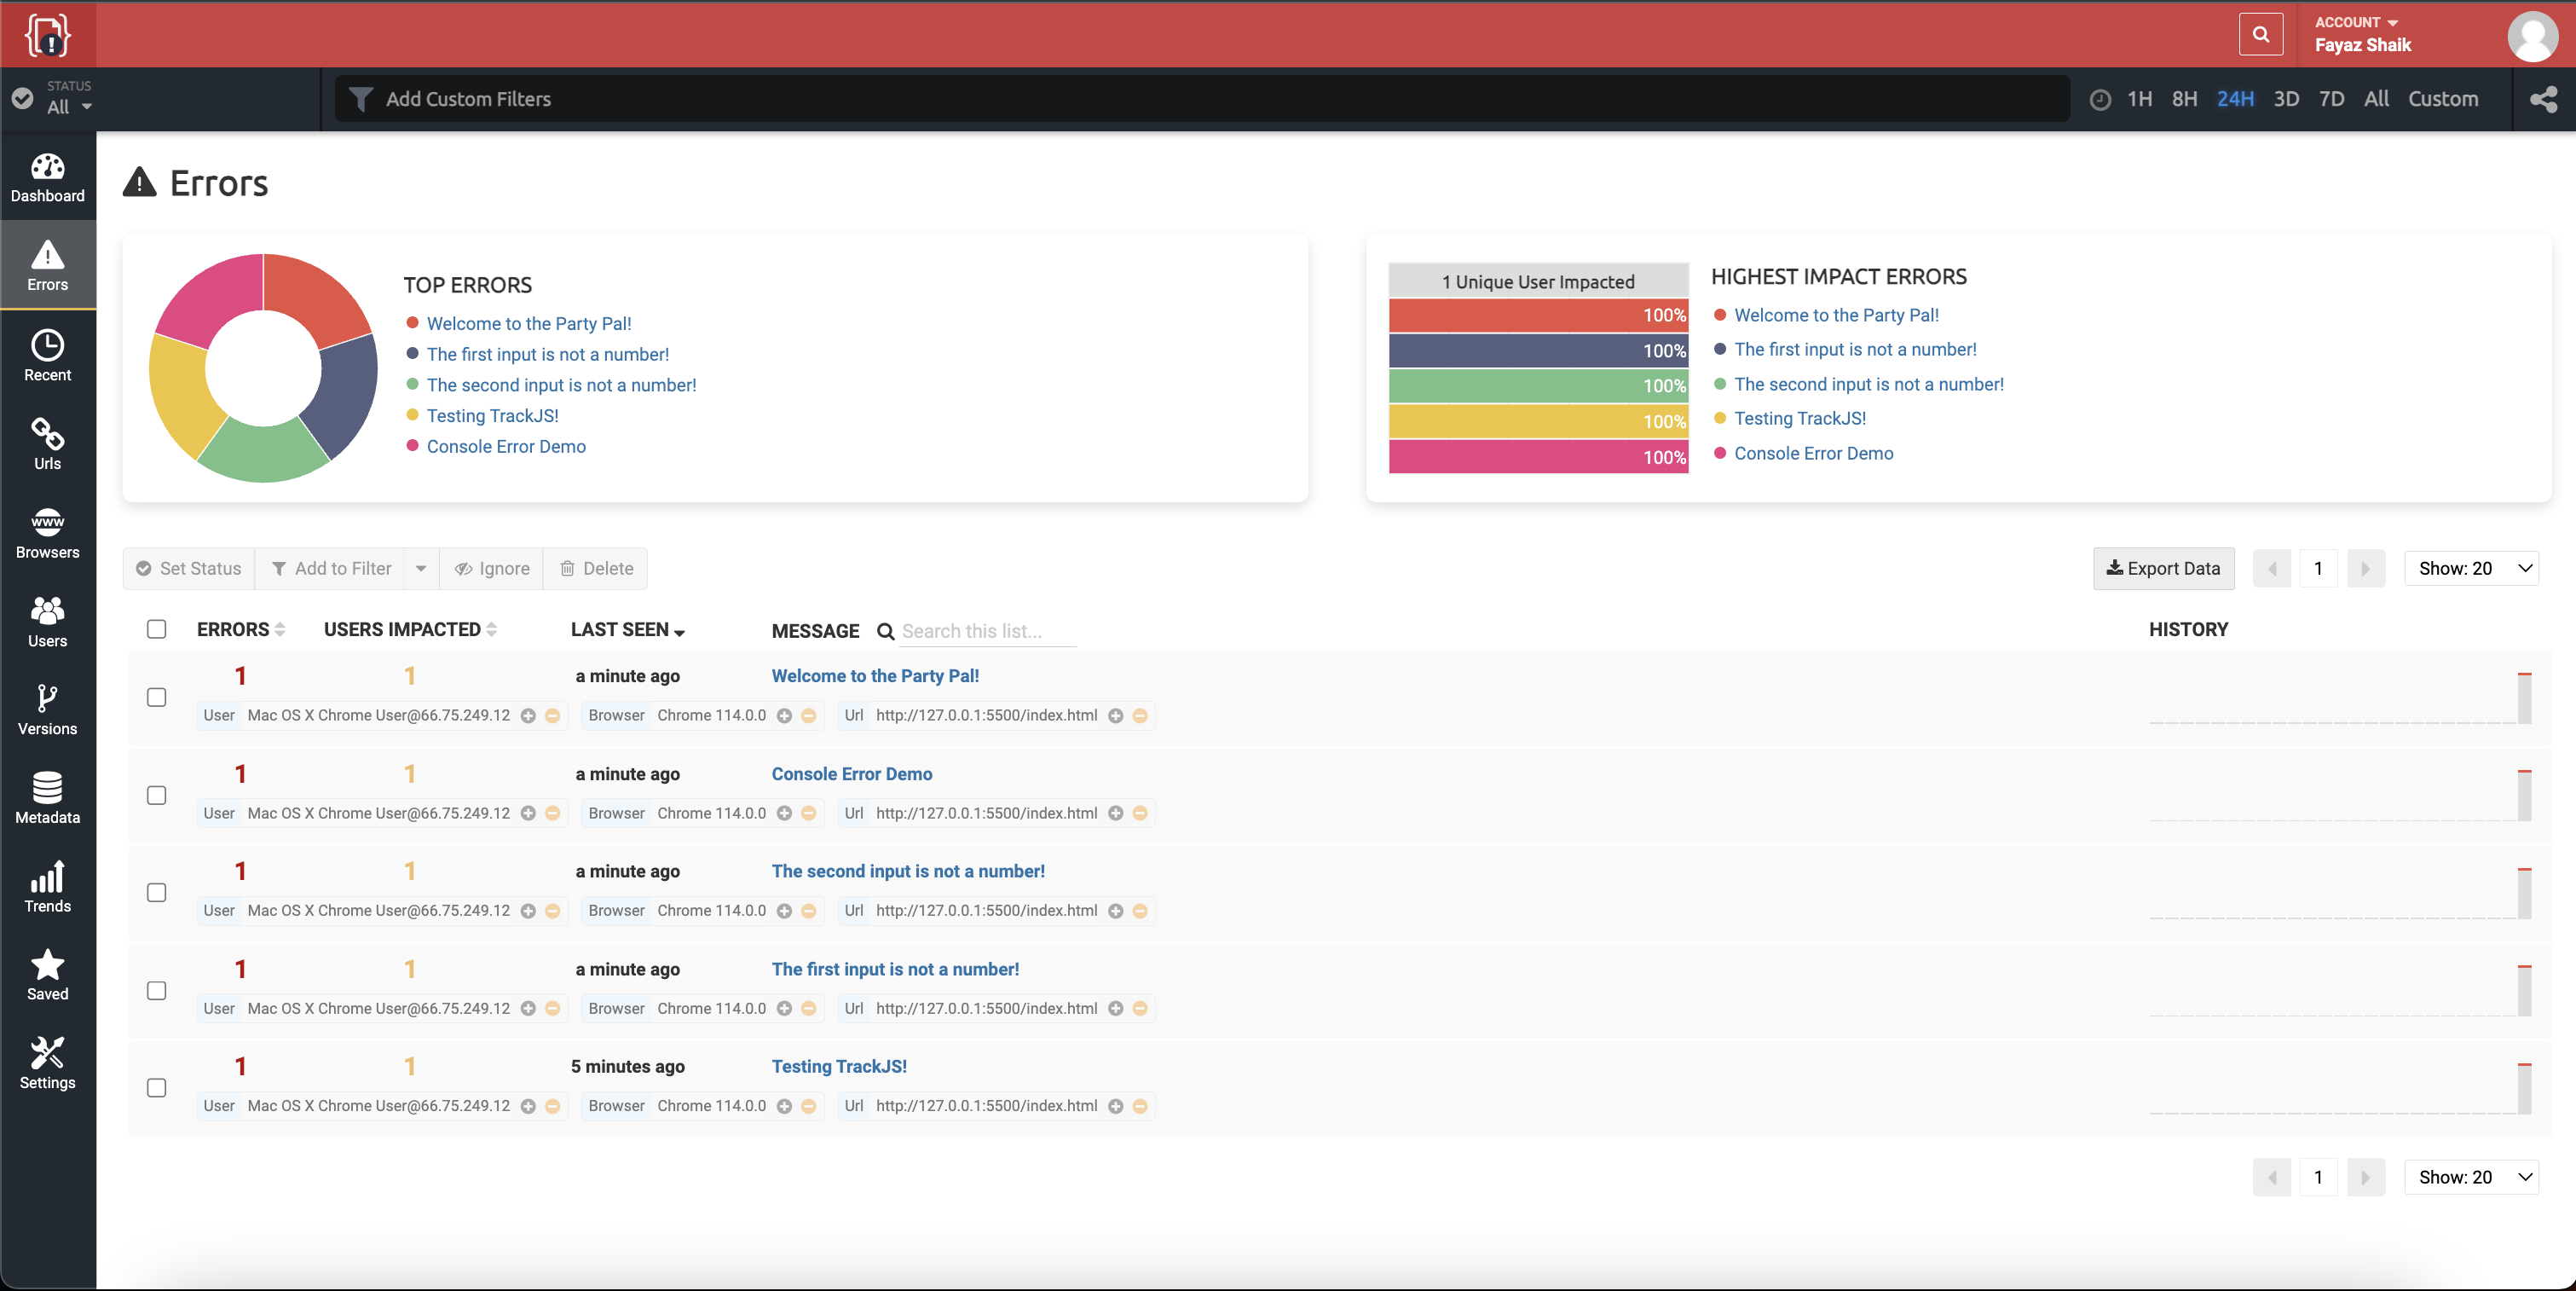 ACCOUNT
Fayaz Shaik
STATUS
All
Add Custom Filters
1H 8H 24H 3D 7D All Custom
Dashboard
Errors
Recent
Urls
WWW
Browsers
Users
Versions
Metadata
Trends
Saved
Settings
Errors
TOP ERRORS
Welcome to the Party Pal!
The first input is not a number!
The second input is not a number!
Testing TrackJS!
Console Error Demo
1 Unique User Impacted
100%
100%
100%
100%
100%
HIGHEST IMPACT ERRORS
Welcome to the Party Pal!
The first input is not a number!
The second input is not a number!
Testing TrackJS!
Console Error Demo
Set Status Add to Filter Ignore Delete
Export Data 1 Show: 20
ERRORS USERS IMPACTED LAST SEEN MESSAGE Search this list... HISTORY
1 1 a minute ago Welcome to the Party Pal!
User Mac OS X Chrome User@66.75.249.12 Browser Chrome 114.0.0 Url http://127.0.0.1:5500/index.html
1 1 a minute ago Console Error Demo
User Mac OS X Chrome User@66.75.249.12 Browser Chrome 114.0.0 Url http://127.0.0.1:5500/index.html
1 1 a minute ago The second input is not a number!
User Mac OS X Chrome User@66.75.249.12 Browser Chrome 114.0.0 Url http://127.0.0.1:5500/index.html
1 1 a minute ago The first input is not a number!
User Mac OS X Chrome User@66.75.249.12 Browser Chrome 114.0.0 Url http://127.0.0.1:5500/index.html
1 1 5 minutes ago Testing TrackJS!
User Mac OS X Chrome User@66.75.249.12 Browser Chrome 114.0.0 Url http://127.0.0.1:5500/index.html
1 Show: 20